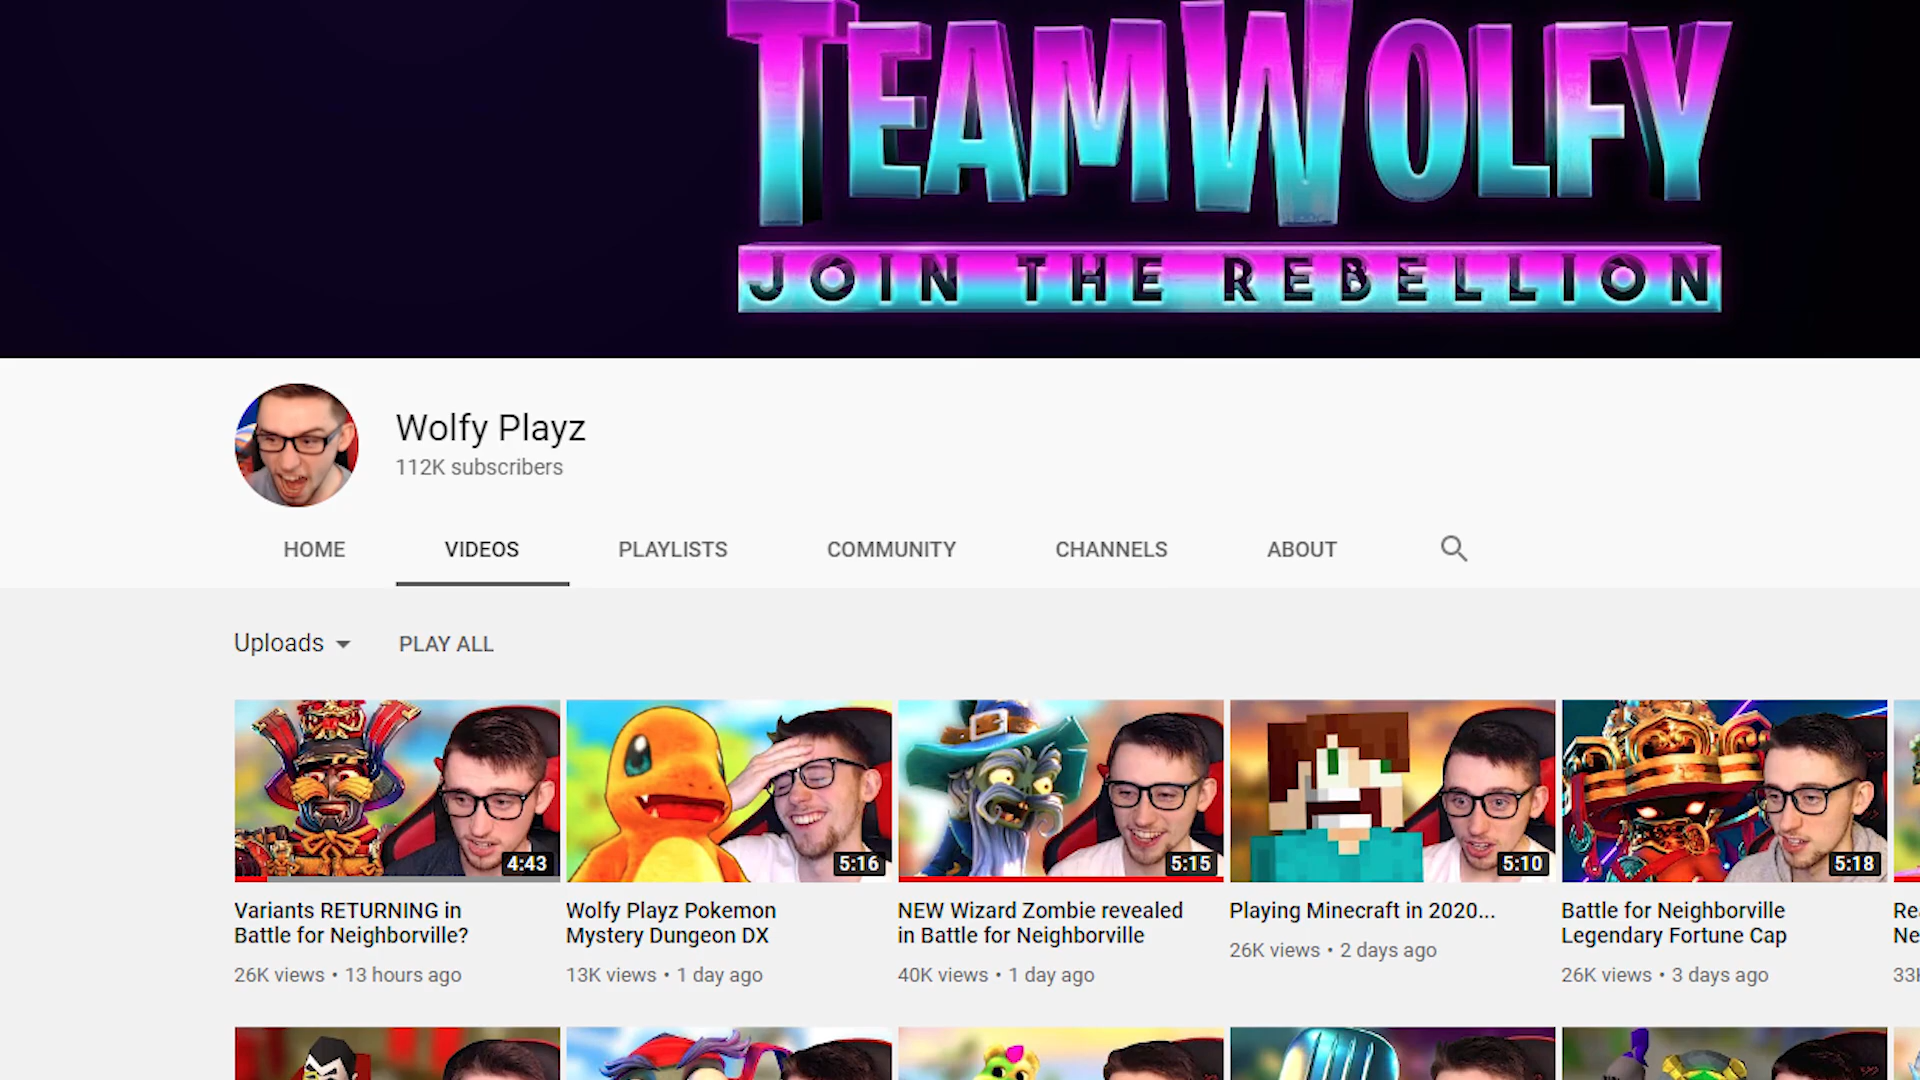 TEAMWOLFY
JOIN THE REBELLION
Wolfy Playz
112K subscribers
HOME VIDEOS PLAYLISTS COMMUNITY CHANNELS ABOUT
Uploads PLAY ALL
4:43 5:16 5:15 5:10 5:18
Variants RETURNING in
Battle for Neighborville?
26K views • 13 hours ago
Wolfy Playz Pokemon
Mystery Dungeon DX
13K views • 1 day ago
NEW Wizard Zombie revealed
in Battle for Neighborville
40K views • 1 day ago
Playing Minecraft in 2020...
26K views • 2 days ago
Battle for Neighborville
Legendary Fortune Cap
26K views • 3 days ago